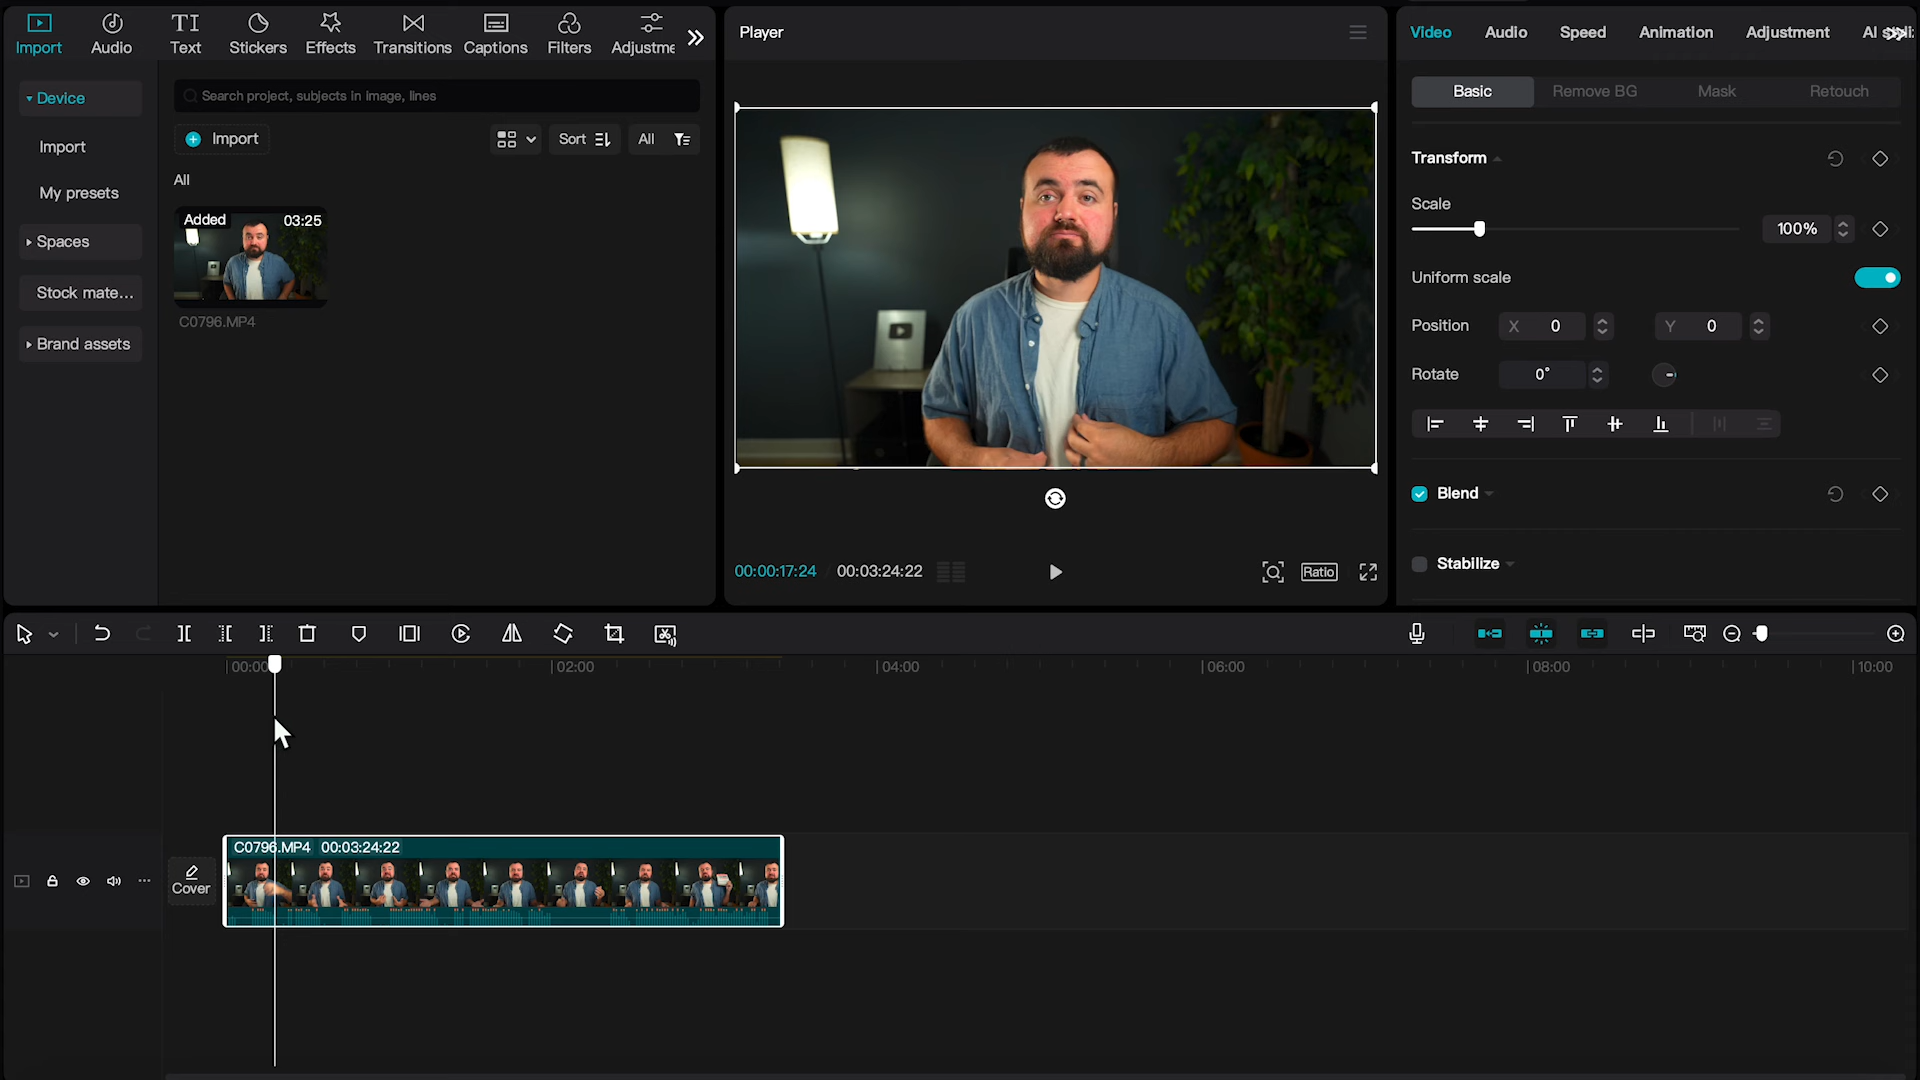 Import
Audio
Text
Stickers
Effects
Transitions
Captions
Filters
Adjustme
Device
Import
My presets
Spaces
Stock mate...
Brand assets
Search project, subjects in image, lines
Import
Sort
All
All
Added
03:25
C0796.MP4
Player
00:00:17:24
00:03:24:22
Ratio
Video
Audio
Speed
Animation
Adjustment
AI
Basic
Remove BG
Mask
Retouch
Transform
Scale
100%
Uniform scale
Position
X 0
Y 0
Rotate
0°
Blend
Stabilize
00:00
02:00
04:00
06:00
08:00
10:00
C0796.MP4 00:03:24:22
Cover